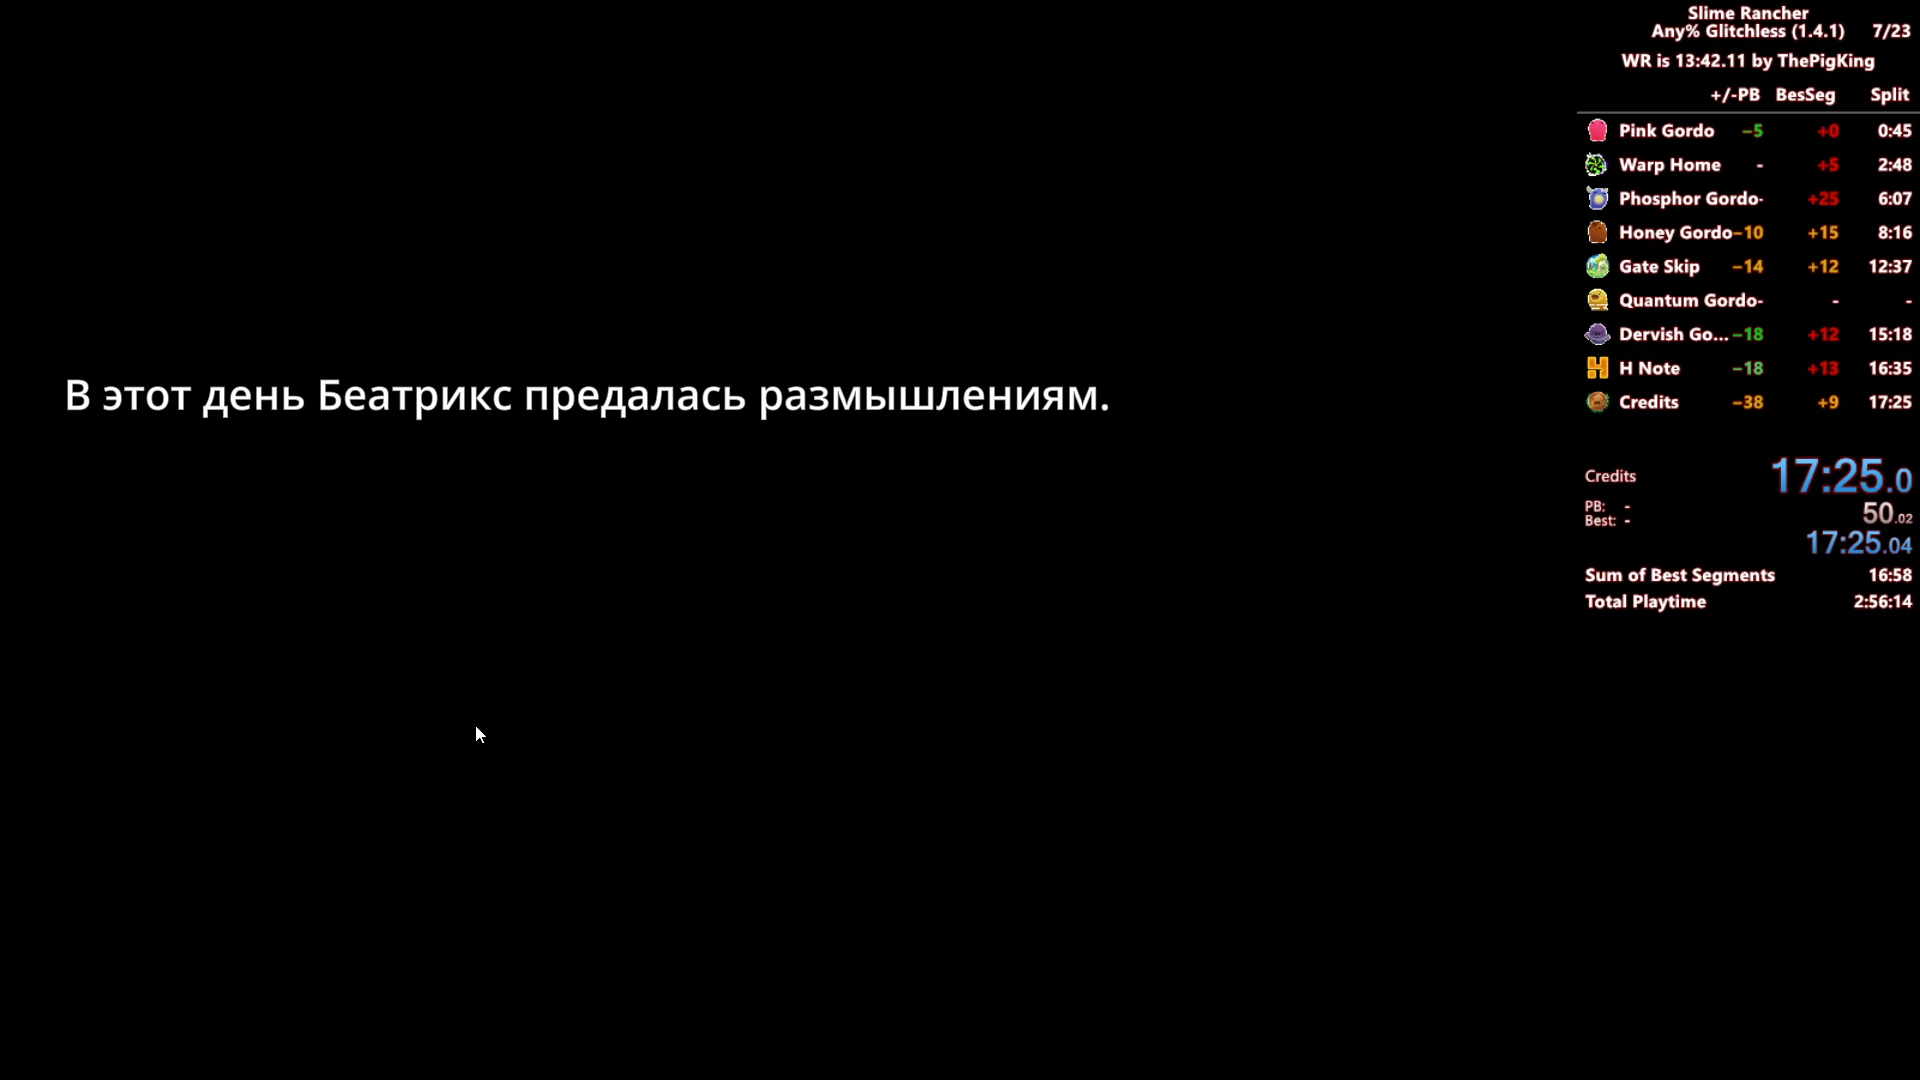 Slime Rancher
Any% Glitchless (1.4.1) 7/23
WR is 13:42.11 by ThePigKing
+/-PB BesSeg Split
Pink Gordo −5 +0 0:45
Warp Home - +5 2:48
Phosphor Gordo- +25 6:07
Honey Gordo −10 +15 8:16
Gate Skip −14 +12 12:37
Quantum Gordo- - -
Dervish Go... −18 +12 15:18
H Note −18 +13 16:35
Credits −38 +9 17:25
В этот день Беатрикс предалась размышлениям.
Credits 17:25.0
PB: - 50.02
Best: -
17:25.04
Sum of Best Segments 16:58
Total Playtime 2:56:14